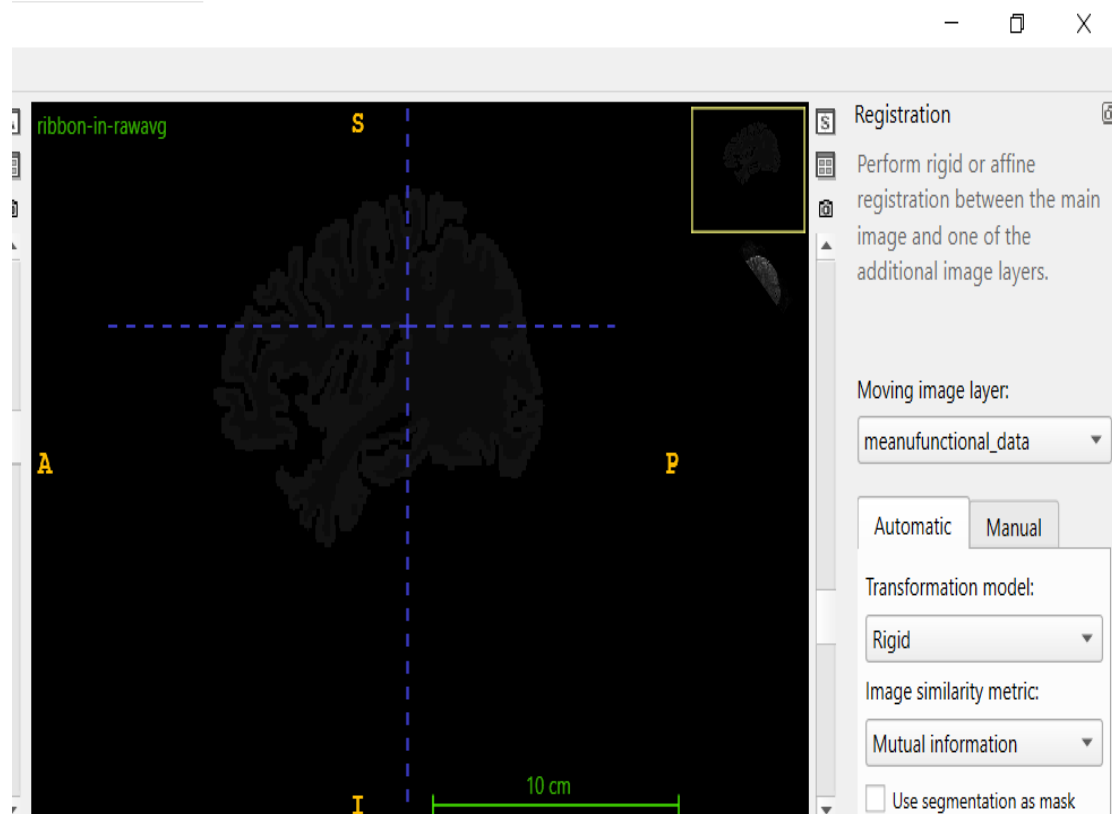 ribbon-in-rawavg
S
A
P
I
10 cm
S
Registration
Perform rigid or affine
registration between the main
image and one of the
additional image layers.
Moving image layer:
meanufunctional_data
Automatic
Manual
Transformation model:
Rigid
Image similarity metric:
Mutual information
Use segmentation as mask